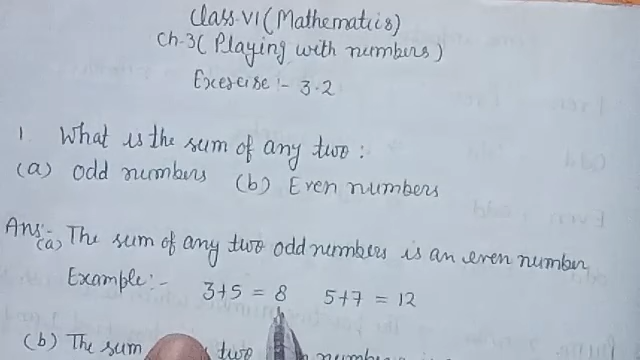 Class-VI (Mathematics)
Ch-3 (Playing with numbers)
Exercise :- 3.2
1. What is the sum of any two :
(a) odd numbers (b) Even numbers
Ans:- (a) The sum of any two odd numbers is an even number
Example:- 3+5 = 8 5+7 = 12
(b) The sum two numbers